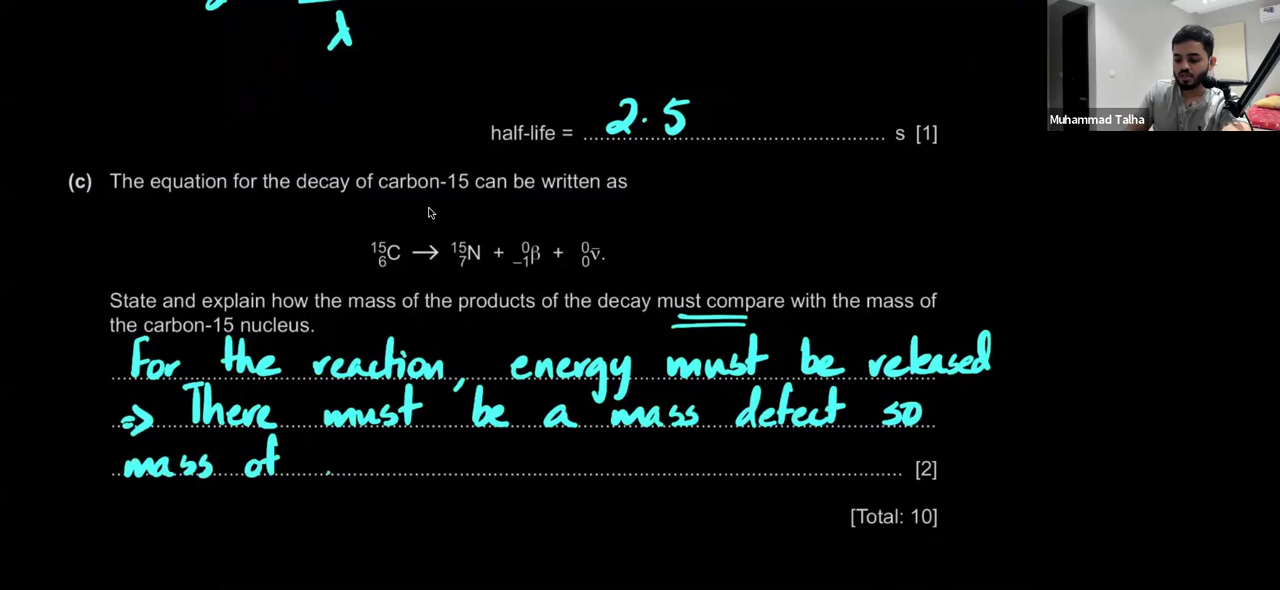 λ
half-life = 2.5 s [1]
Muhammad Talha
(c) The equation for the decay of carbon-15 can be written as
¹⁵₆C → ¹⁵₇N + ⁰₋₁β + ⁰₀ν̅.
State and explain how the mass of the products of the decay must compare with the mass of
the carbon-15 nucleus.
For the reaction, energy must be released
⇒ There must be a mass defect so
mass of
[2]
[Total: 10]